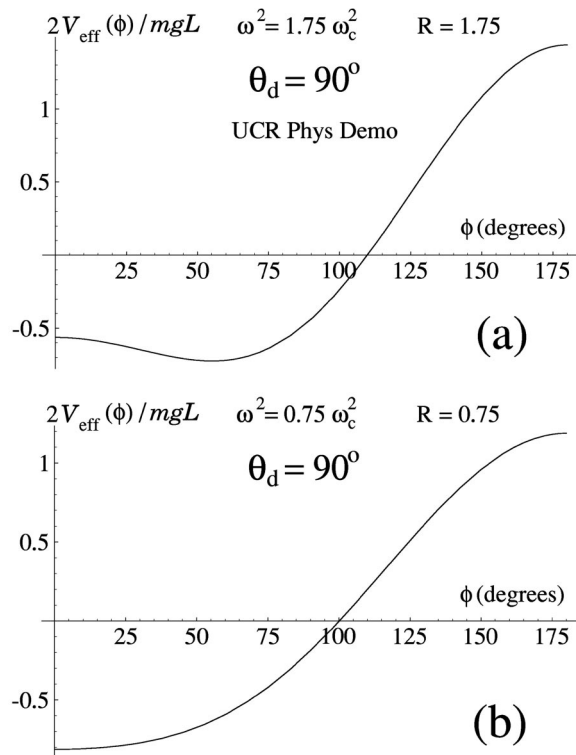 2V_eff(ϕ)/mgL ω²=1.75 ω_c² R = 1.75
θ_d = 90°
UCR Phys Demo
1
0.5
ϕ (degrees)
25 50 75 100 125 150 175
-0.5
(a)
2V_eff(ϕ)/mgL ω²=0.75 ω_c² R = 0.75
θ_d = 90°
1
0.5
ϕ (degrees)
25 50 75 100 125 150 175
-0.5
(b)